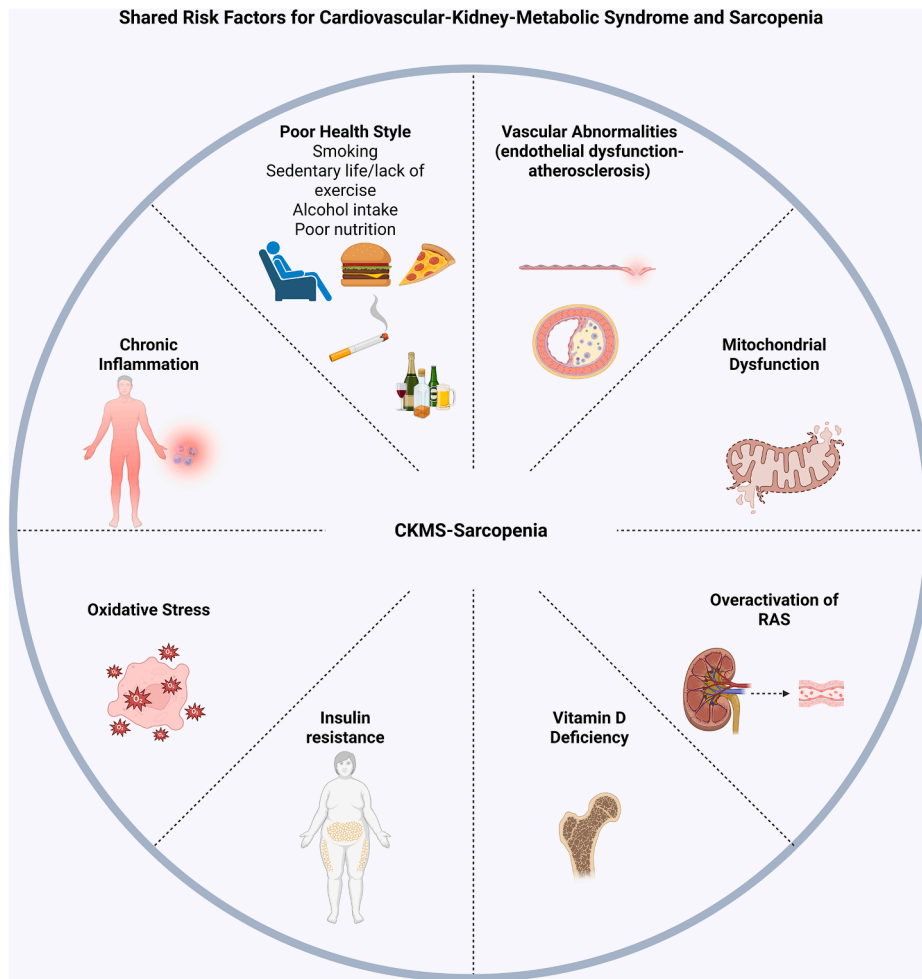 Shared Risk Factors for Cardiovascular-Kidney-Metabolic Syndrome and Sarcopenia
Poor Health Style
Smoking
Sedentary life/lack of
exercise
Alcohol intake
Poor nutrition
Vascular Abnormalities
(endothelial dysfunction-
atherosclerosis)
Chronic
Inflammation
Mitochondrial
Dysfunction
CKMS-Sarcopenia
Oxidative Stress
Overactivation of
RAS
Insulin
resistance
Vitamin D
Deficiency